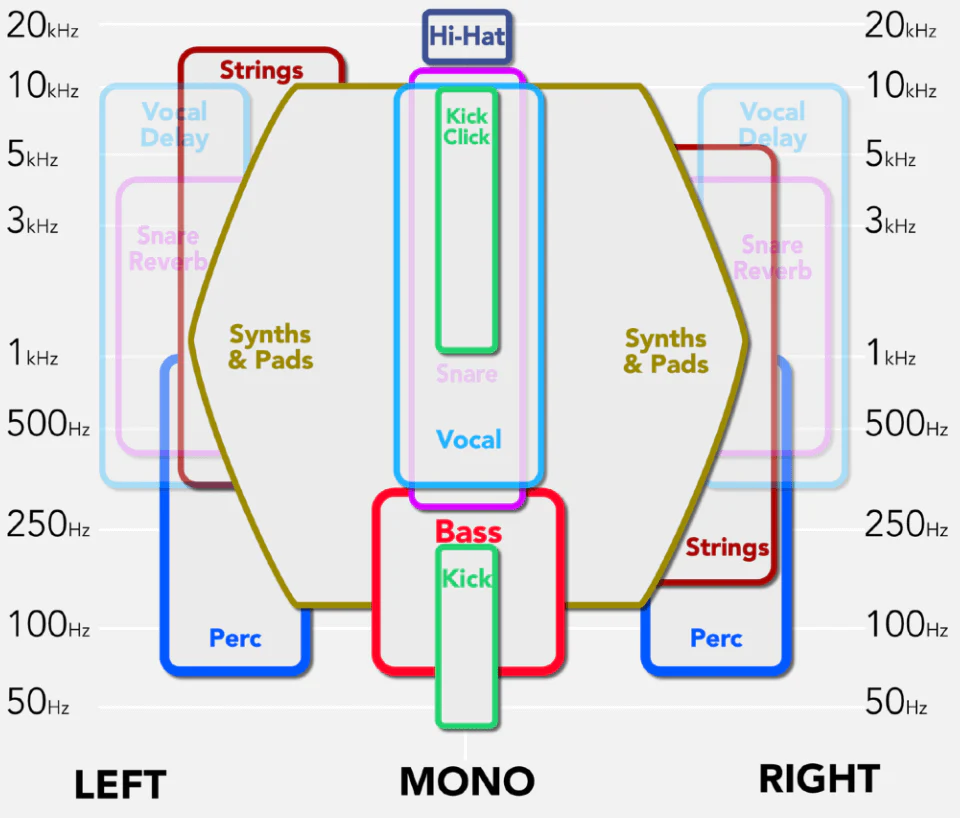 20kHz
20kHz
Hi-Hat
Strings
10kHz
10kHz
Vocal
Delay
Kick
Click
Vocal
Delay
5kHz
5kHz
3kHz
3kHz
Snare
Reverb
Snare
Reverb
Synths
& Pads
Synths
& Pads
1kHz
1kHz
Snare
500Hz
500Hz
Vocal
250Hz
250Hz
Bass
Strings
Kick
100Hz
100Hz
Perc
Perc
50Hz
50Hz
LEFT
MONO
RIGHT